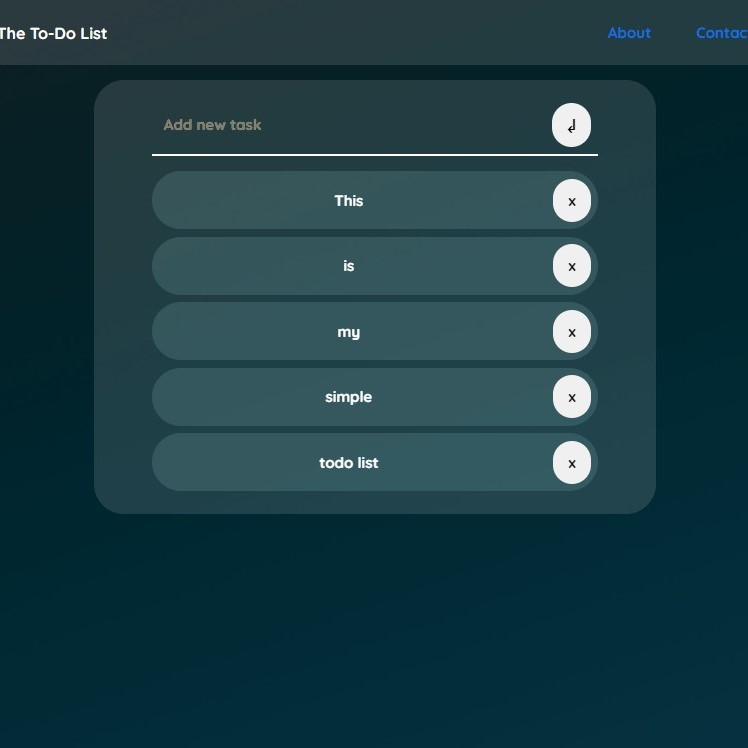 The To-Do List
About
Contac
Add new task
↲
This
x
is
x
my
x
simple
x
todo list
x